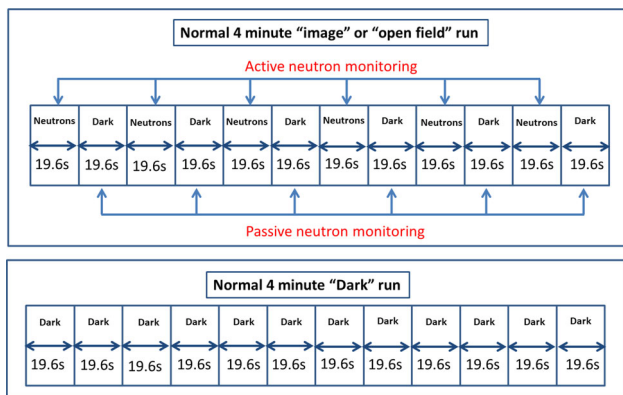 Normal 4 minute “image” or “open field” run
Active neutron monitoring
Neutrons Dark Neutrons Dark Neutrons Dark Neutrons Dark Neutrons Dark Neutrons Dark
19.6s 19.6s 19.6s 19.6s 19.6s 19.6s 19.6s 19.6s 19.6s 19.6s 19.6s 19.6s
Passive neutron monitoring
Normal 4 minute “Dark” run
Dark Dark Dark Dark Dark Dark Dark Dark Dark Dark Dark Dark
19.6s 19.6s 19.6s 19.6s 19.6s 19.6s 19.6s 19.6s 19.6s 19.6s 19.6s 19.6s